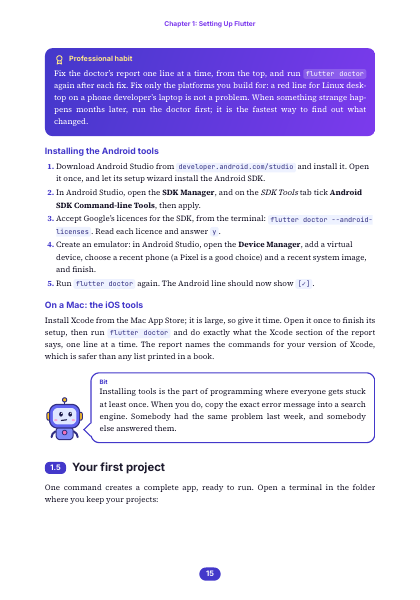 Chapter 1: Setting Up Flutter
Professional habit
Fix the doctor's report one line at a time, from the top, and run flutter doctor
again after each fix. Fix only the platforms you build for: a red line for Linux desk-
top on a phone developer's laptop is not a problem. When something strange hap-
pens months later, run the doctor first; it is the fastest way to find out what
changed.
Installing the Android tools
1. Download Android Studio from developer.android.com/studio and install it. Open
it once, and let its setup wizard install the Android SDK.
2. In Android Studio, open the SDK Manager, and on the SDK Tools tab tick Android
SDK Command-line Tools, then apply.
3. Accept Google's licences for the SDK, from the terminal: flutter doctor --android-
licenses. Read each licence and answer y.
4. Create an emulator: in Android Studio, open the Device Manager, add a virtual
device, choose a recent phone (a Pixel is a good choice) and a recent system image,
and finish.
5. Run flutter doctor again. The Android line should now show [✓].
On a Mac: the iOS tools
Install Xcode from the Mac App Store; it is large, so give it time. Open it once to finish its
setup, then run flutter doctor and do exactly what the Xcode section of the report
says, one line at a time. The report names the commands for your version of Xcode,
which is safer than any list printed in a book.
Bit
Installing tools is the part of programming where everyone gets stuck
at least once. When you do, copy the exact error message into a search
engine. Somebody had the same problem last week, and somebody
else answered them.
1.5 Your first project
One command creates a complete app, ready to run. Open a terminal in the folder
where you keep your projects:
15